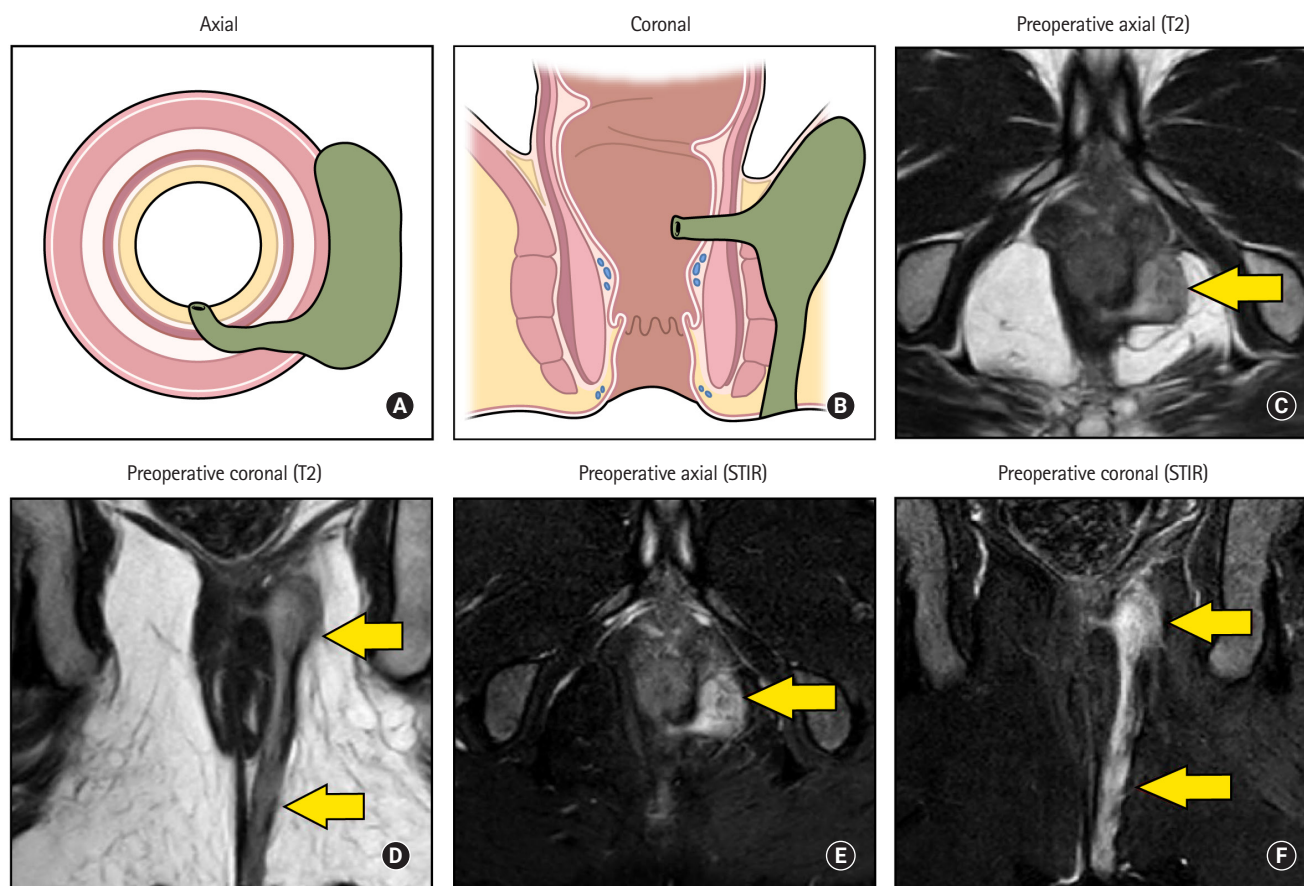 Axial
Coronal
Preoperative axial (T2)
A
B
C
Preoperative coronal (T2)
Preoperative axial (STIR)
Preoperative coronal (STIR)
D
E
F